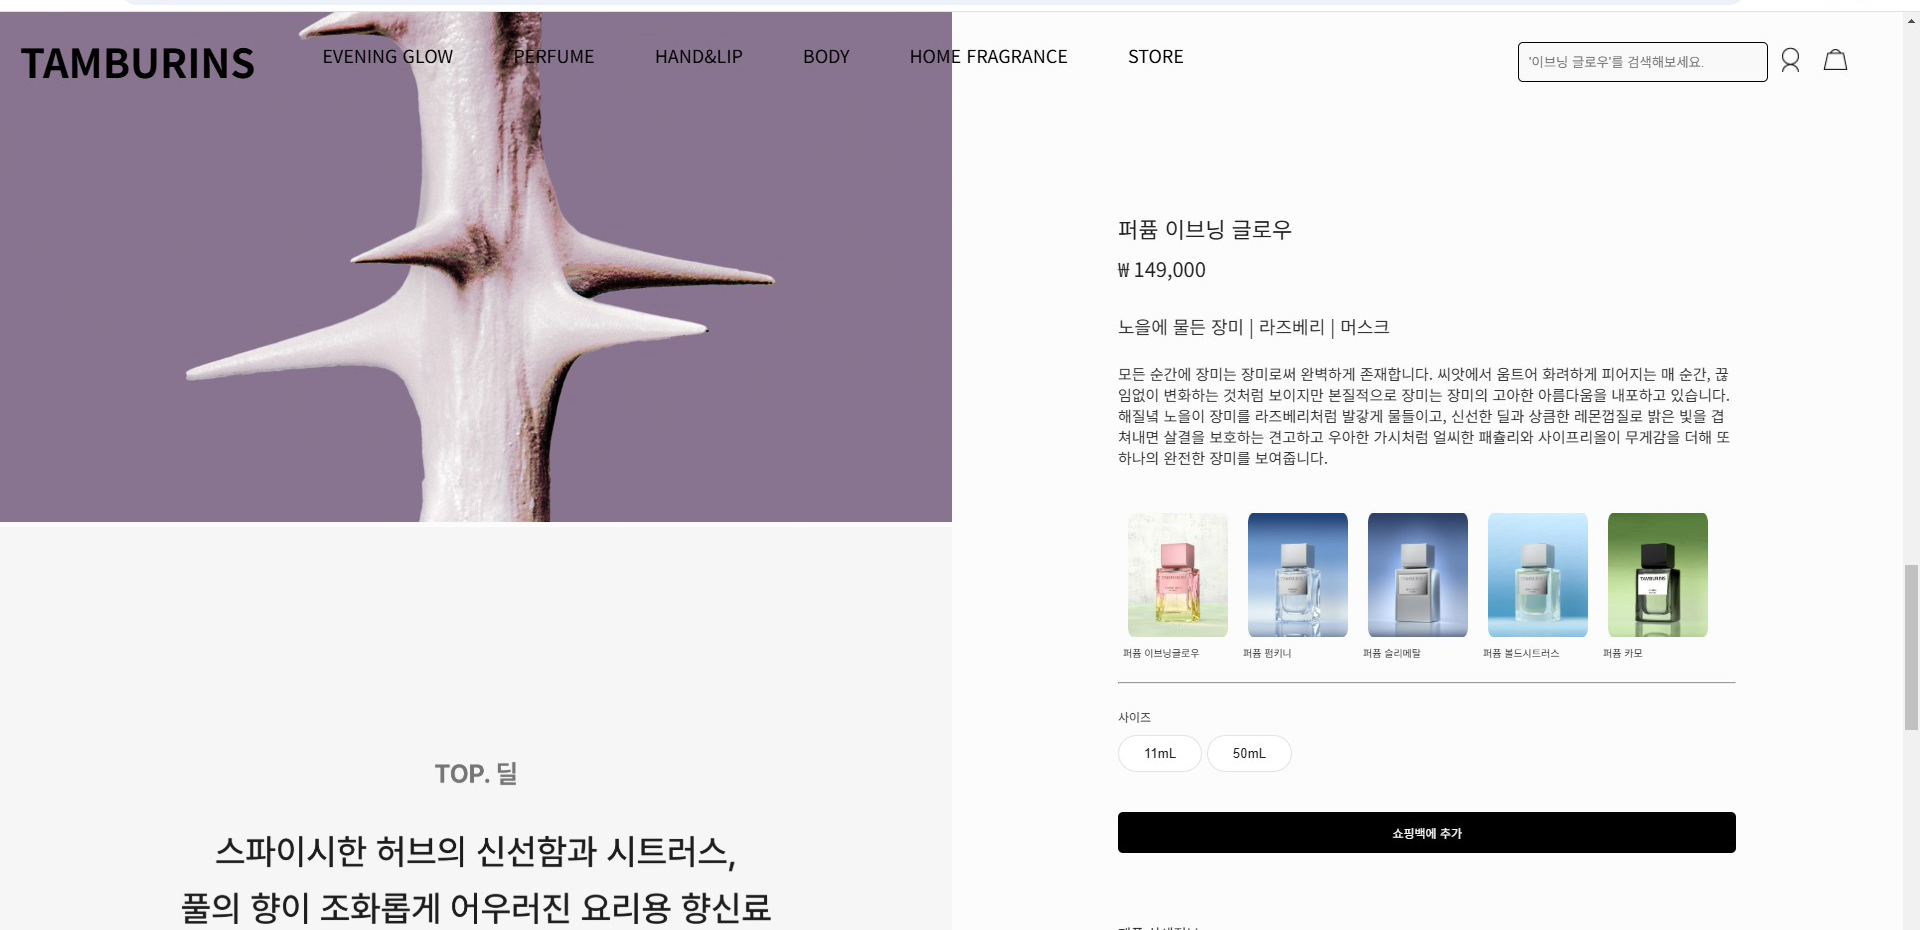 TAMBURINS
EVENING GLOW
PERFUME
HAND&LIP
BODY
HOME FRAGRANCE
STORE
'이브닝 글로우'를 검색해보세요.
퍼퓸 이브닝 글로우
₩ 149,000
노을에 물든 장미 | 라즈베리 | 머스크
모든 순간에 장미는 장미로써 완벽하게 존재합니다. 씨앗에서 움트어 화려하게 피어지는 매 순간, 끊
임없이 변화하는 것처럼 보이지만 본질적으로 장미는 장미의 고아한 아름다움을 내포하고 있습니다.
해질녘 노을이 장미를 라즈베리처럼 발갛게 물들이고, 신선한 딜과 상큼한 레몬껍질로 밝은 빛을 겹
쳐내면 살결을 보호하는 견고하고 우아한 가시처럼 얼씨한 패츌리와 사이프리올이 무게감을 더해 또
하나의 완전한 장미를 보여줍니다.
퍼퓸 이브닝글로우
퍼퓸 펌키니
퍼퓸 슬리메탈
퍼퓸 볼드시트러스
퍼퓸 카모
사이즈
11mL
50mL
쇼핑백에 추가
TOP. 딜
스파이시한 허브의 신선함과 시트러스,
풀의 향이 조화롭게 어우러진 요리용 향신료